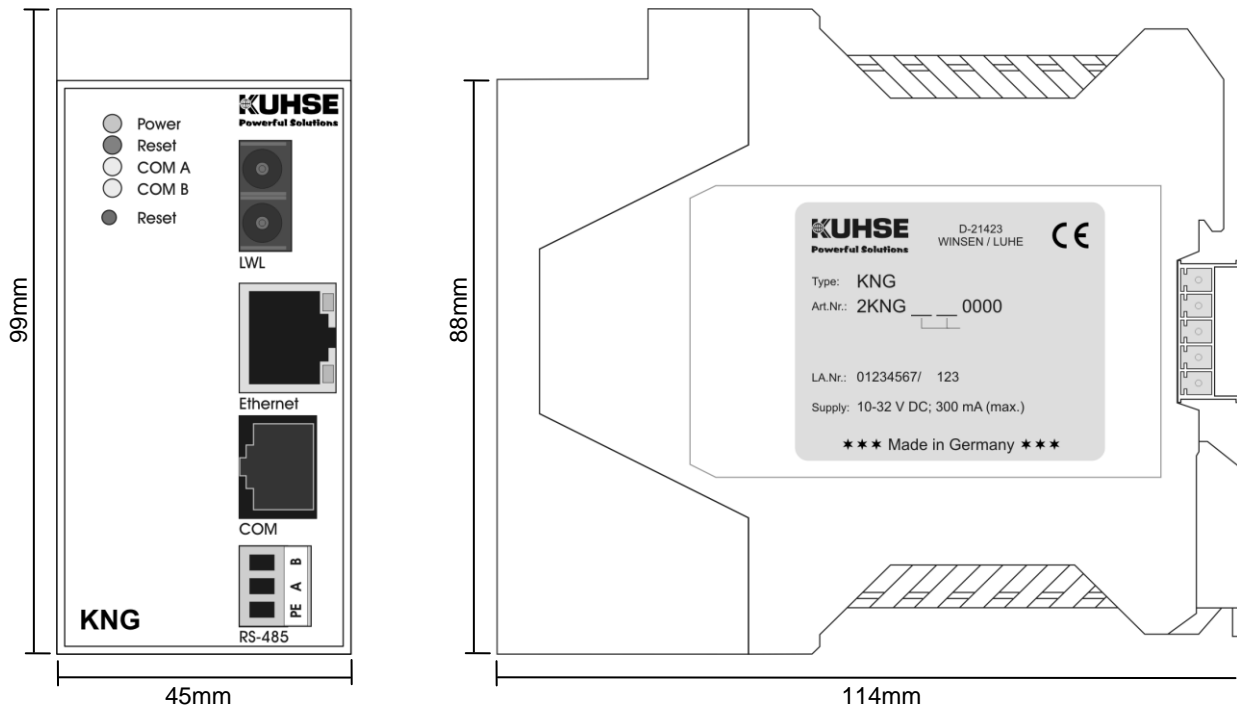 KUHSE
Powerful Solutions
Power
Reset
COM A
COM B
Reset
LWL
Ethernet
COM
B
A
PE
RS-485
KNG
99mm
45mm
88mm
114mm
KUHSE
Powerful Solutions
D-21423
WINSEN / LUHE
CE
Type: KNG
Art.Nr.: 2KNG __ __ 0000
LA.Nr.: 01234567/ 123
Supply: 10-32 V DC; 300 mA (max.)
✶✶✶ Made in Germany ✶✶✶